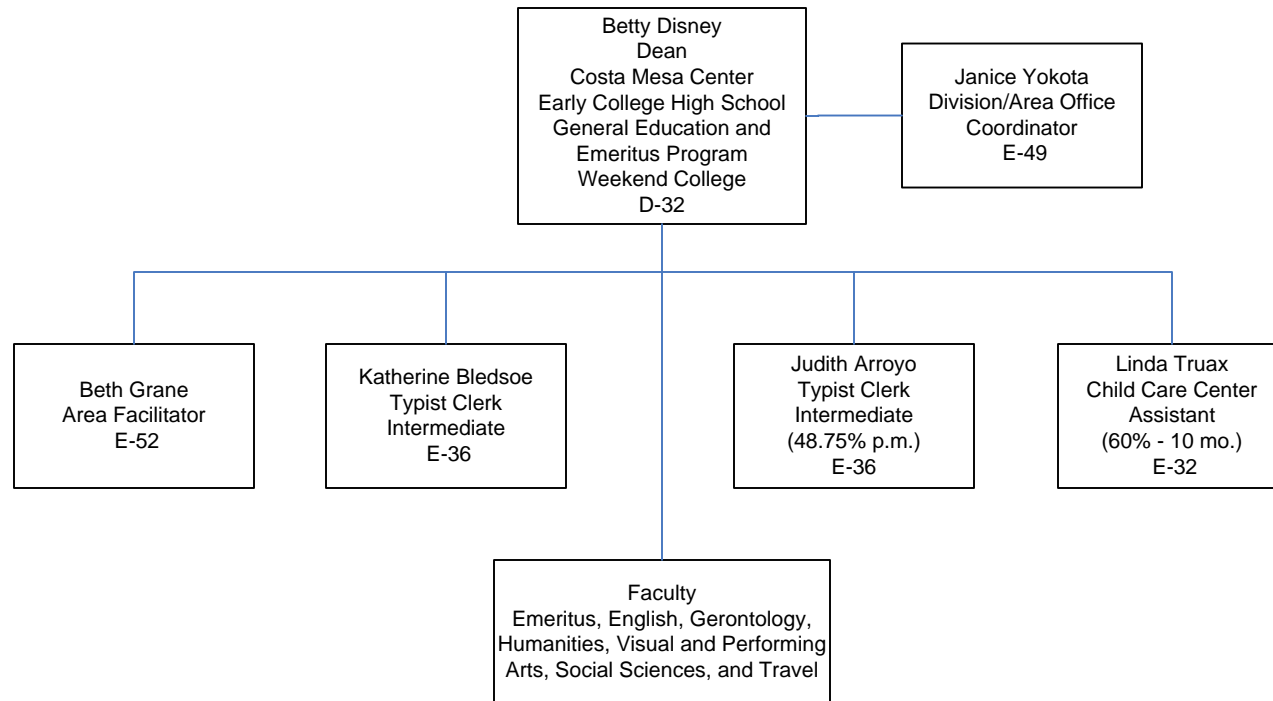 Betty Disney
Dean
Costa Mesa Center
Early College High School
General Education and
Emeritus Program
Weekend College
D-32
Janice Yokota
Division/Area Office
Coordinator
E-49
Beth Grane
Area Facilitator
E-52
Katherine Bledsoe
Typist Clerk
Intermediate
E-36
Judith Arroyo
Typist Clerk
Intermediate
(48.75% p.m.)
E-36
Linda Truax
Child Care Center
Assistant
(60% - 10 mo.)
E-32
Faculty
Emeritus, English, Gerontology,
Humanities, Visual and Performing
Arts, Social Sciences, and Travel